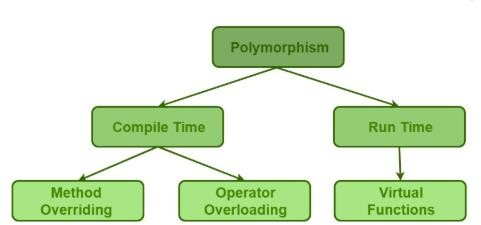 Polymorphism
Compile Time
Run Time
Method
Overriding
Operator
Overloading
Virtual
Functions